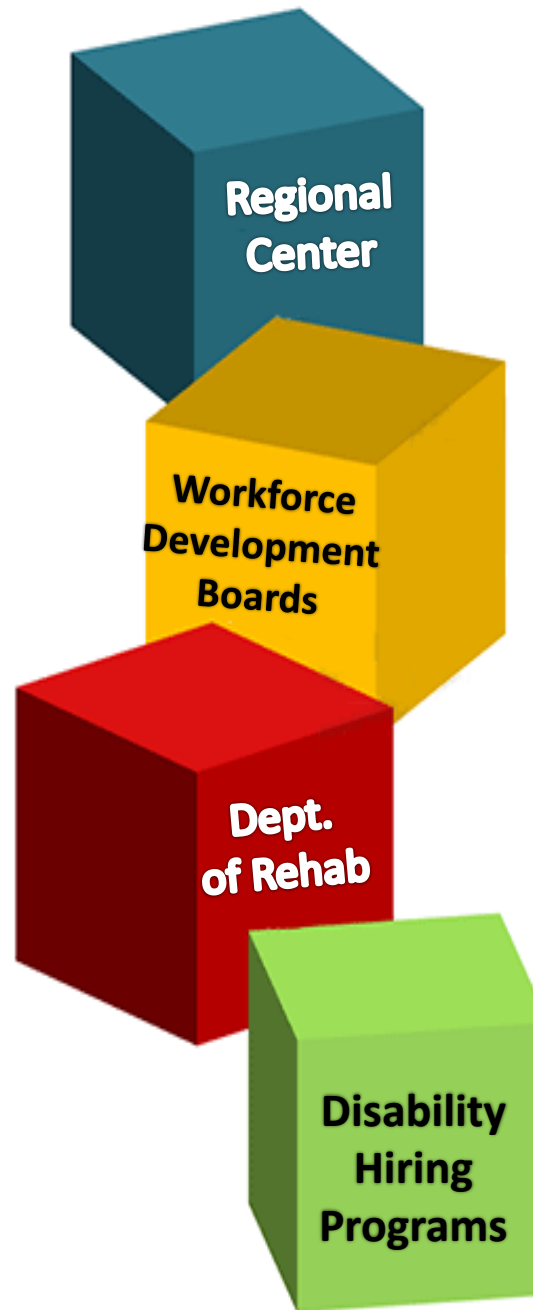 Regional
Center
Workforce
Development
Boards
Dept.
of Rehab
Disability
Hiring
Programs